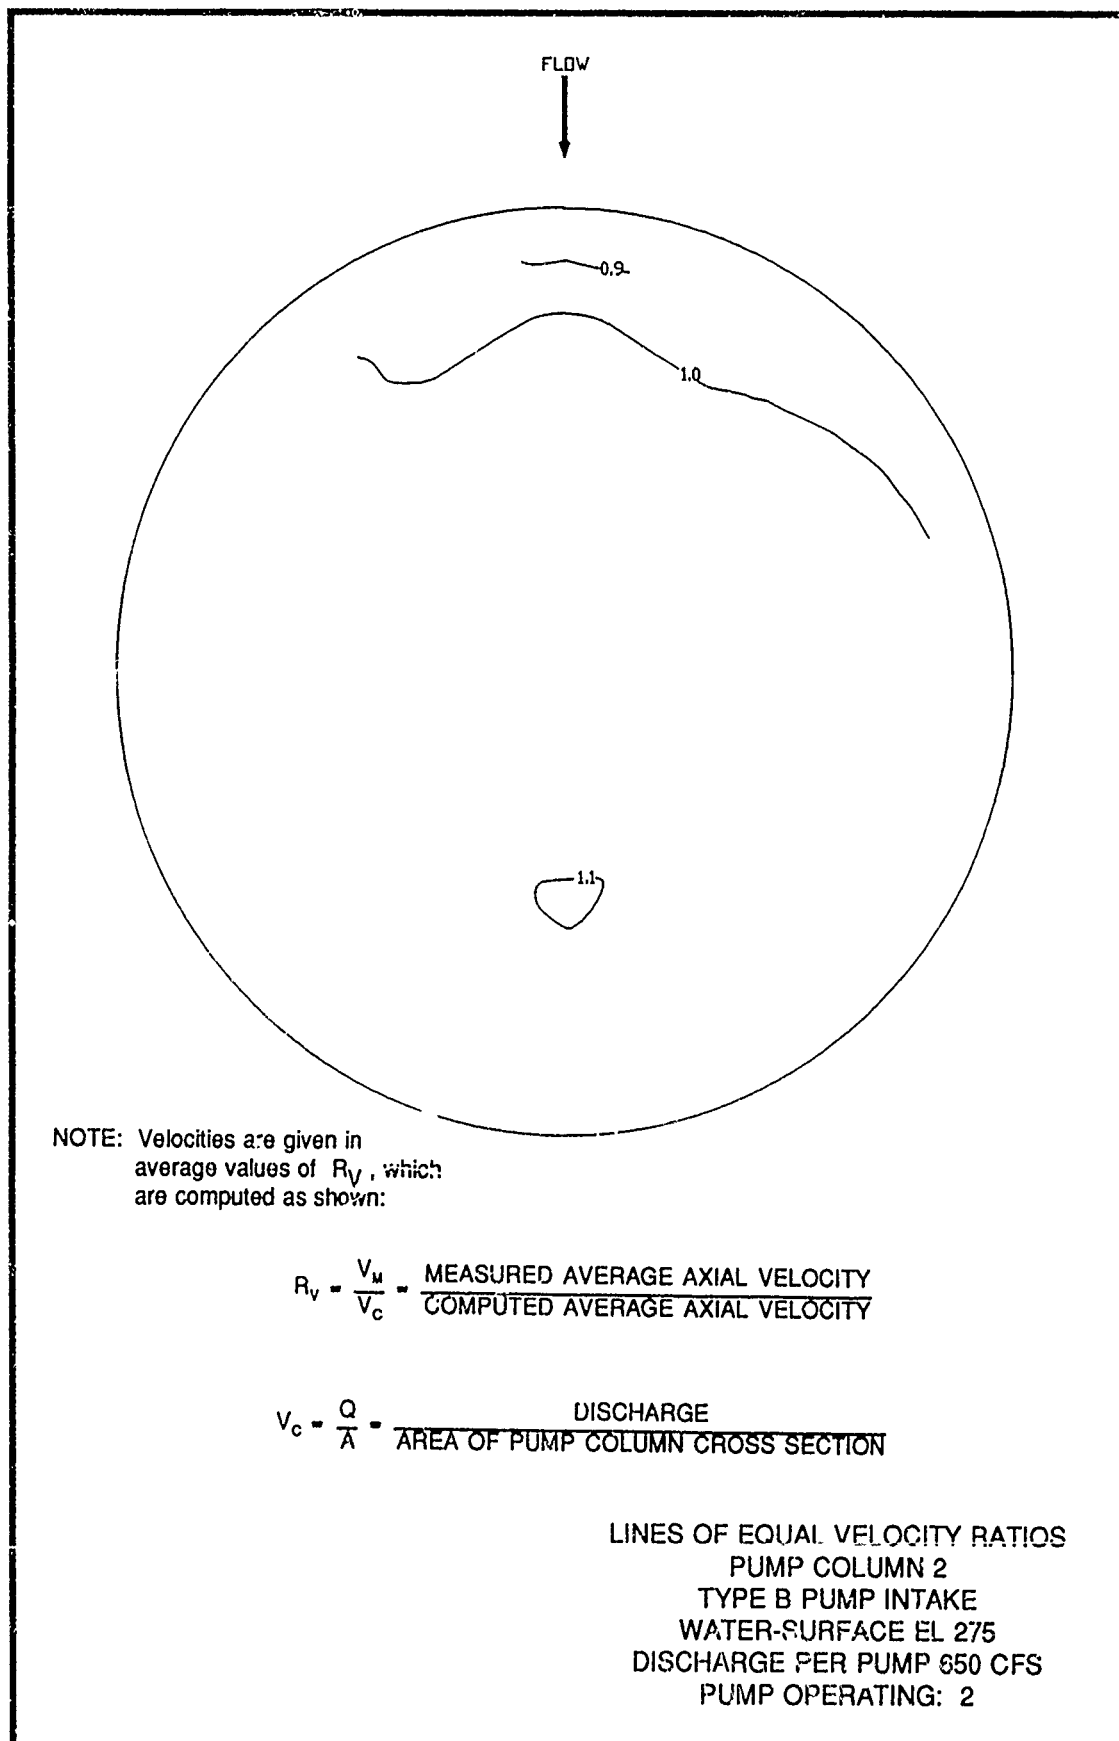 FLOW
0.9
1.0
1.1
NOTE: Velocities are given in
average values of R_V, which
are computed as shown:
R_V = V_M / V_C = MEASURED AVERAGE AXIAL VELOCITY / COMPUTED AVERAGE AXIAL VELOCITY
V_C = Q / A = DISCHARGE / AREA OF PUMP COLUMN CROSS SECTION
LINES OF EQUAL VELOCITY RATIOS
PUMP COLUMN 2
TYPE B PUMP INTAKE
WATER-SURFACE EL 275
DISCHARGE PER PUMP 650 CFS
PUMP OPERATING: 2